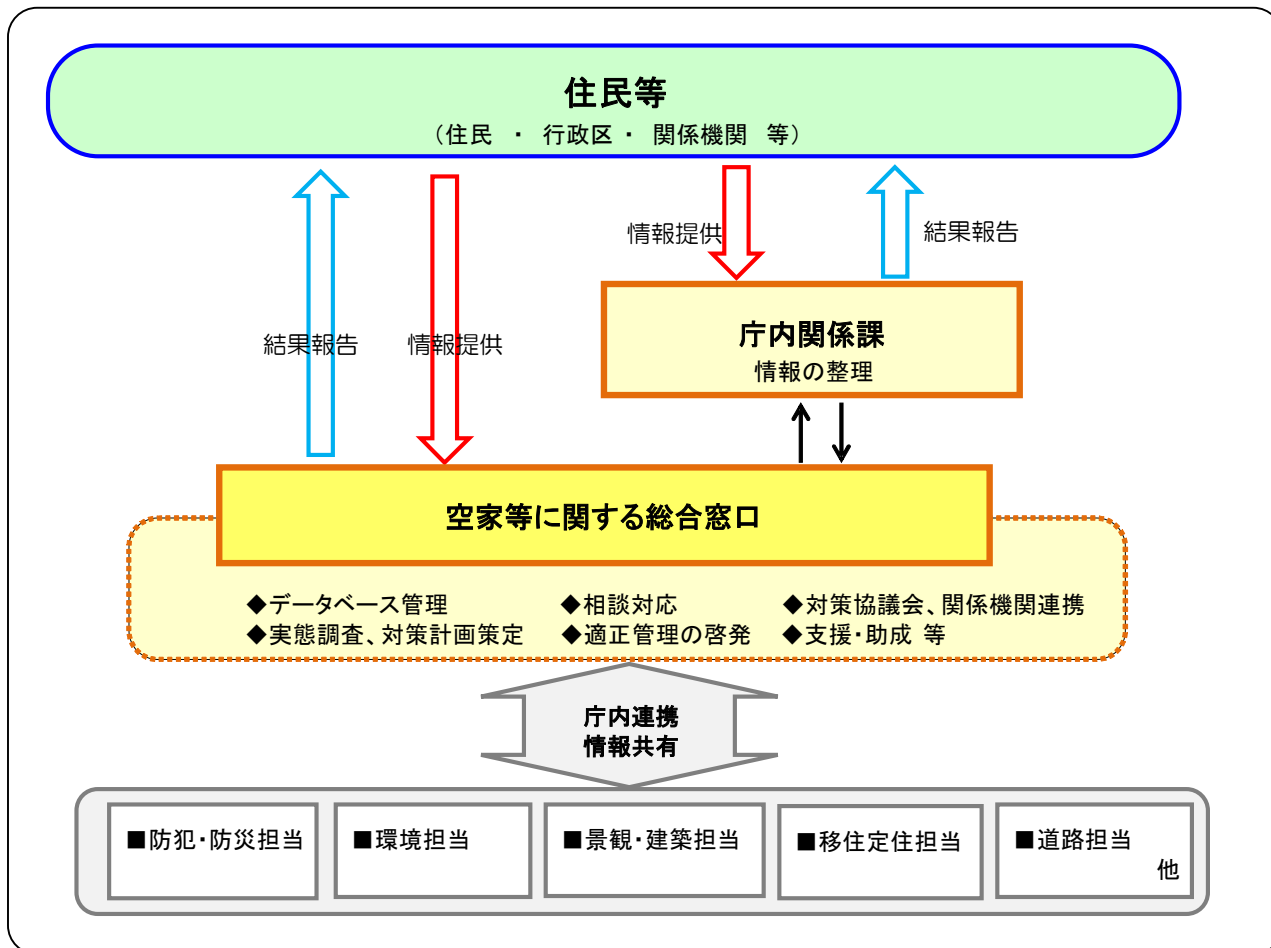 住民等
（住民 ・ 行政区・ 関係機関 等）
情報提供
結果報告
結果報告
情報提供
庁内関係課
情報の整理
空家等に関する総合窓口
◆データベース管理
◆相談対応
◆対策協議会、関係機関連携
◆実態調査、対策計画策定
◆適正管理の啓発
◆支援・助成 等
庁内連携
情報共有
■防犯・防災担当
■環境担当
■景観・建築担当
■移住定住担当
■道路担当
他